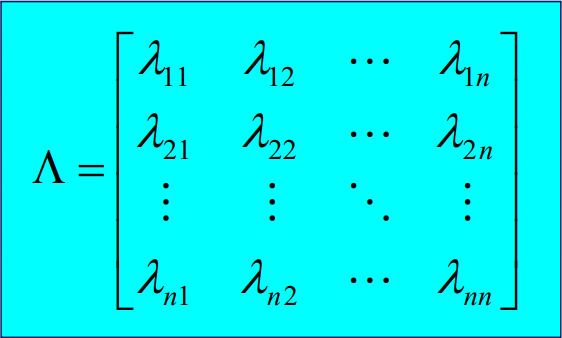 Λ = [ λ₁₁ λ₁₂ ⋯ λ₁ₙ
λ₂₁ λ₂₂ ⋯ λ₂ₙ
⋮ ⋮ ⋱ ⋮
λₙ₁ λₙ₂ ⋯ λₙₙ ]